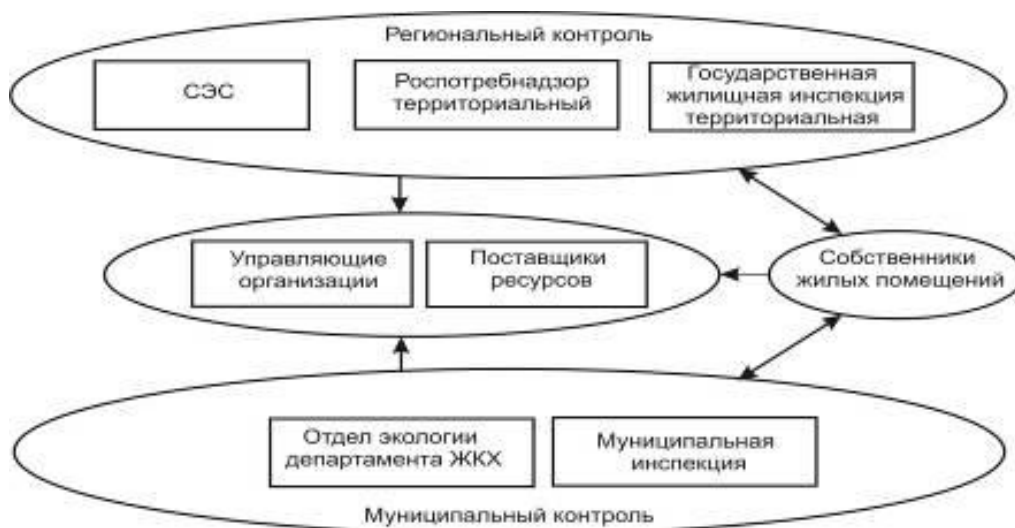 Региональный контроль
СЭС
Роспотребнадзор
территориальный
Государственная
жилищная инспекция
территориальная
Управляющие
организации
Поставщики
ресурсов
Собственники
жилых помещений
Отдел экологии
департамента ЖКХ
Муниципальная
инспекция
Муниципальный контроль